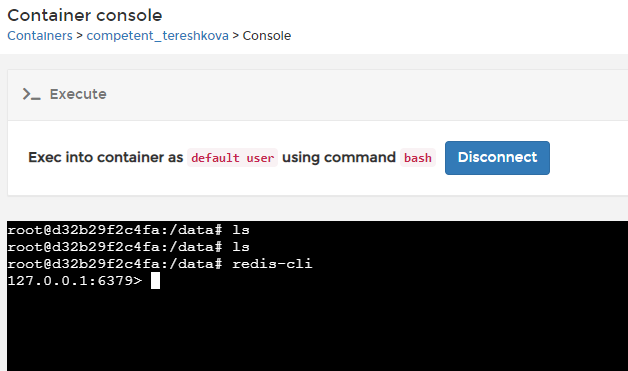 Container console
Containers > competent_tereshkova > Console
>_ Execute
Exec into container as default user using command bash Disconnect
root@d32b29f2c4fa:/data# ls
root@d32b29f2c4fa:/data# ls
root@d32b29f2c4fa:/data# redis-cli
127.0.0.1:6379>